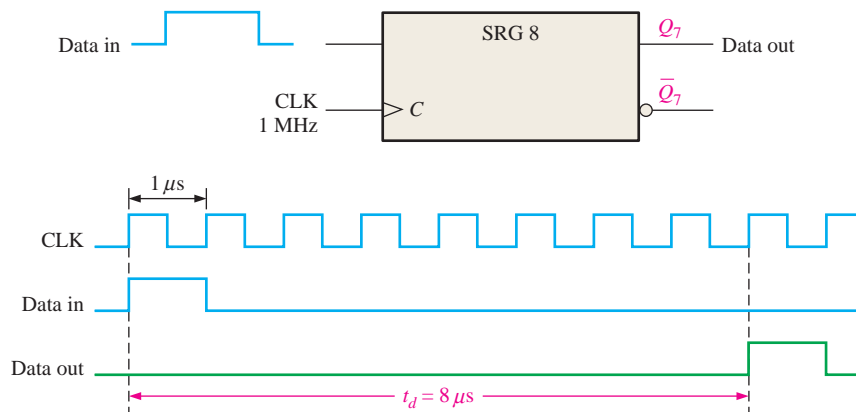 Data in
SRG 8
Q₇
Data out
CLK
1 MHz
C
Q̅₇
1 μs
CLK
Data in
Data out
t_d = 8 μs